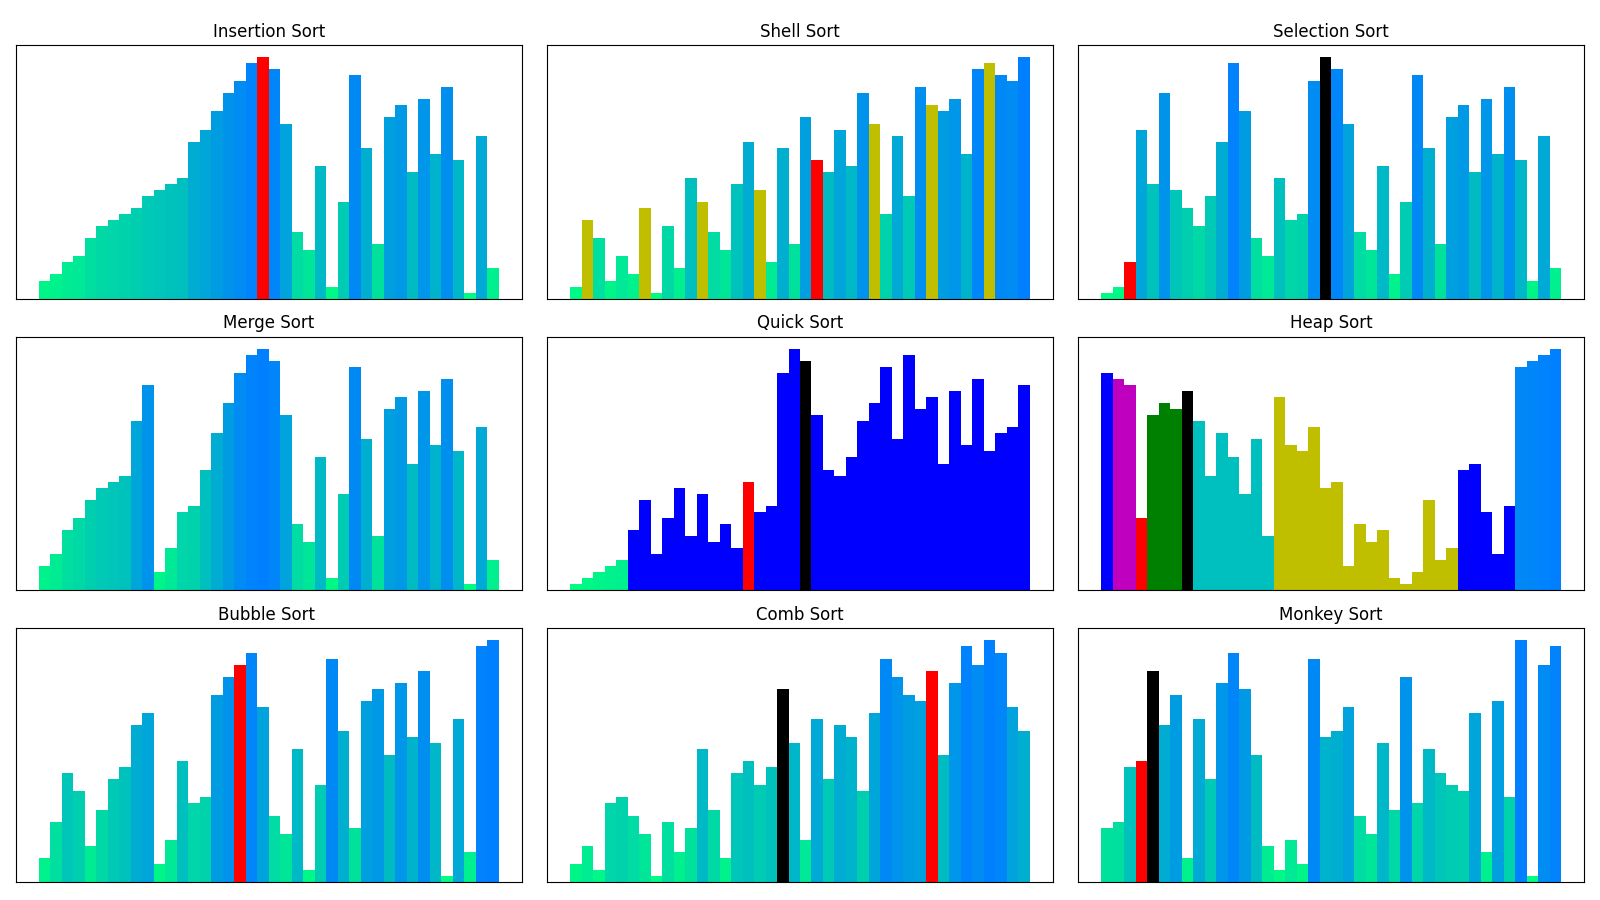 Insertion Sort
Shell Sort
Selection Sort
Merge Sort
Quick Sort
Heap Sort
Bubble Sort
Comb Sort
Monkey Sort